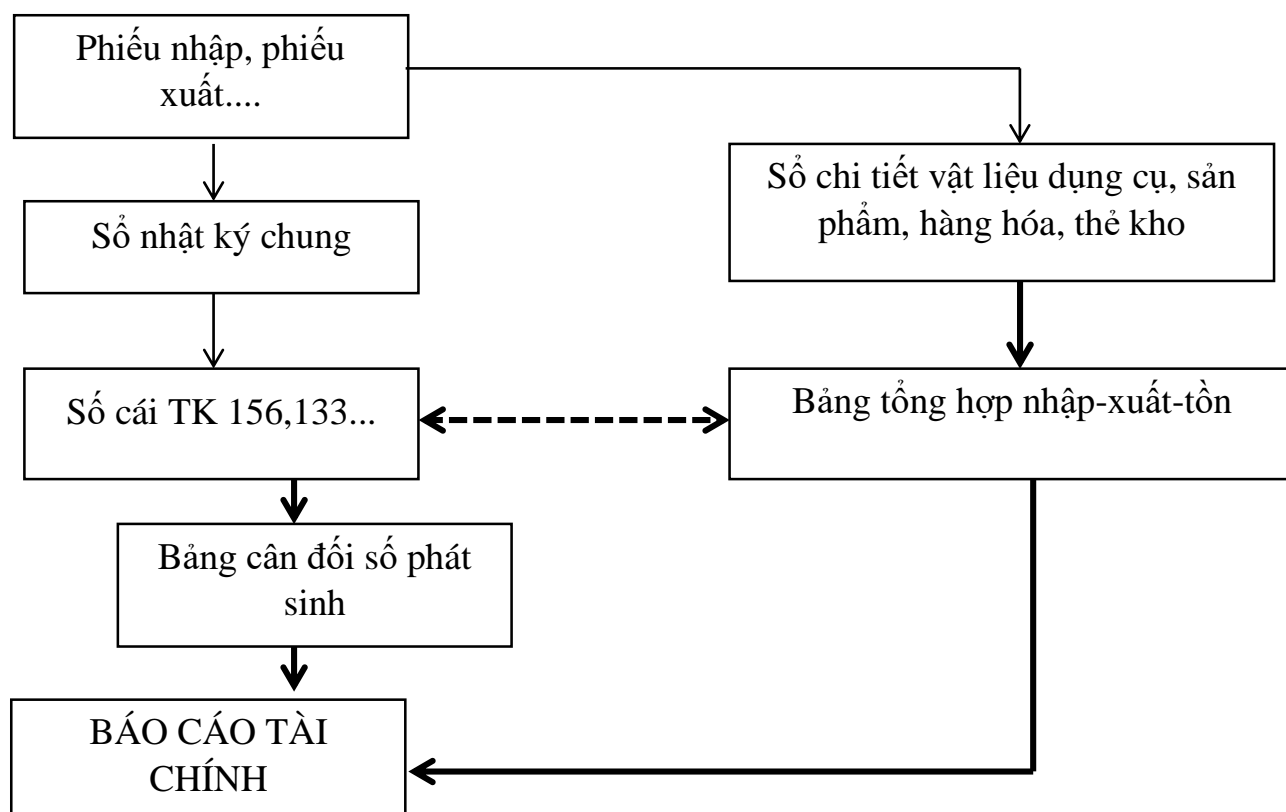 Phiếu nhập, phiếu
xuất....
Sổ chi tiết vật liệu dụng cụ, sản
phẩm, hàng hóa, thẻ kho
Sổ nhật ký chung
Số cái TK 156,133...
Bảng tổng hợp nhập-xuất-tồn
Bảng cân đối số phát
sinh
BÁO CÁO TÀI
CHÍNH